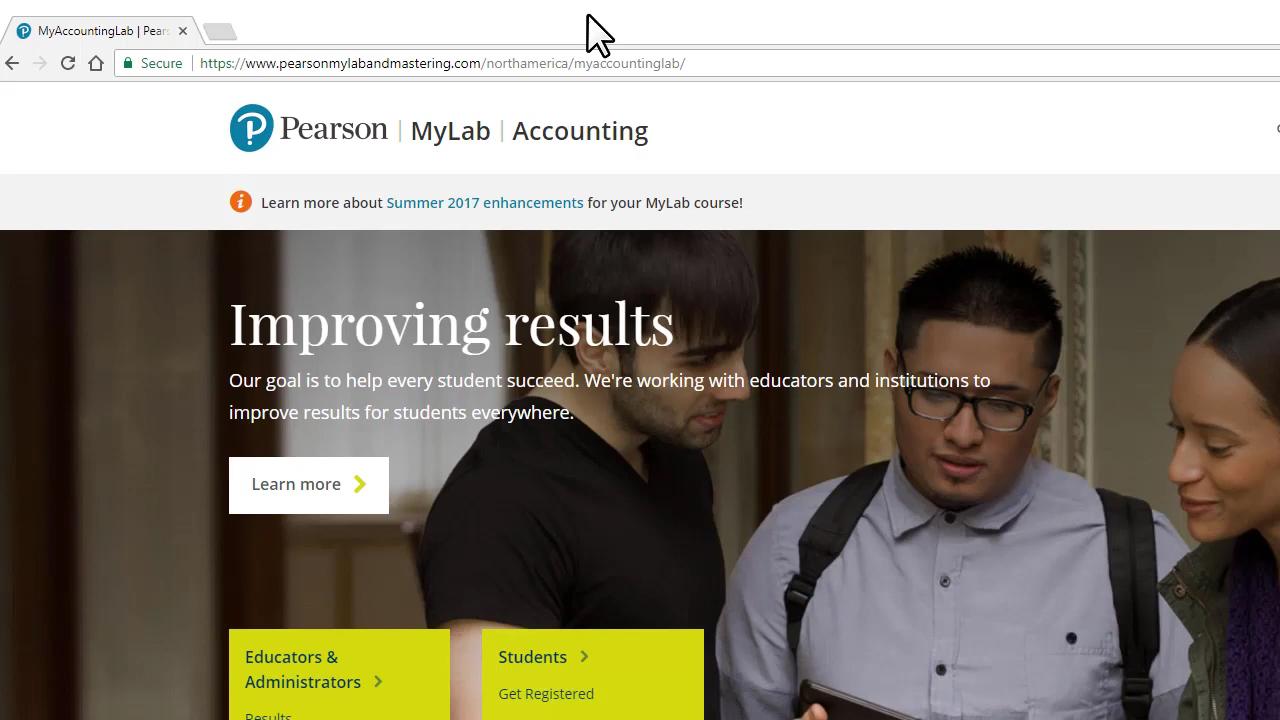 MyAccountingLab | Pears
Secure
https://www.pearsonmylabandmastering.com/northamerica/myaccountinglab/
Pearson | MyLab | Accounting
Learn more about Summer 2017 enhancements for your MyLab course!
Improving results
Our goal is to help every student succeed. We're working with educators and institutions to
improve results for students everywhere.
Learn more
Educators &
Administrators
Results
Students
Get Registered